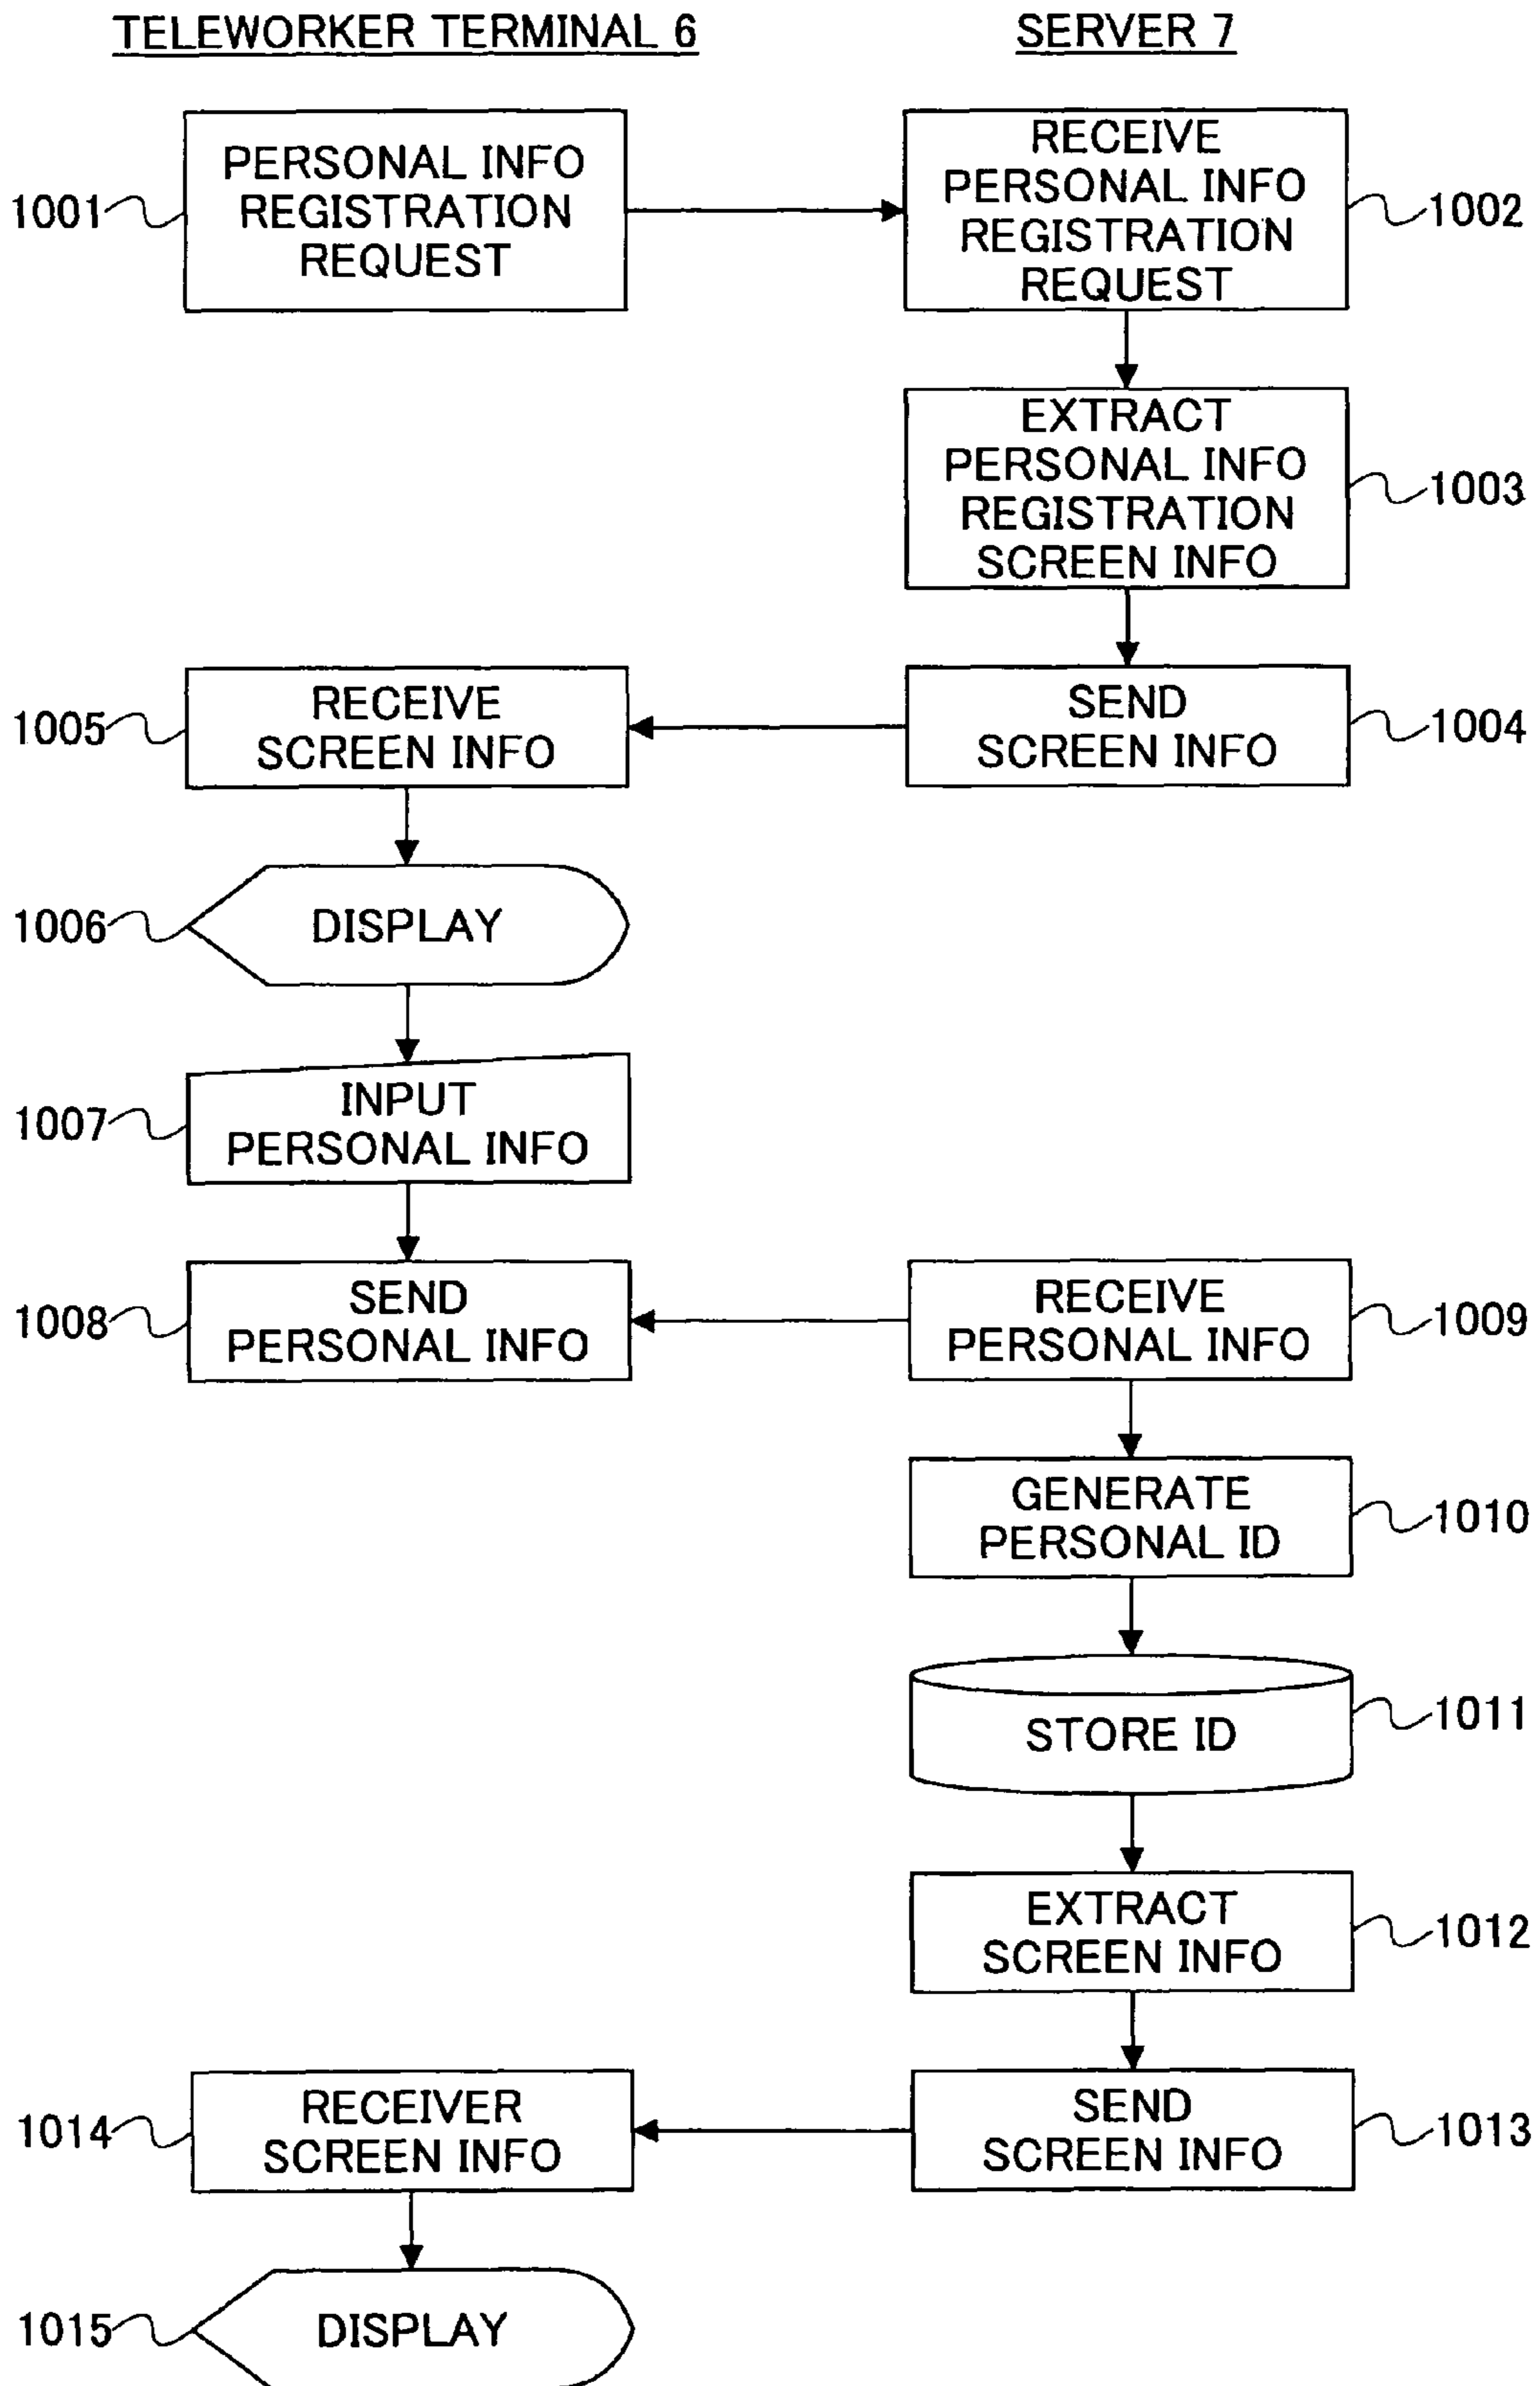 TELEWORKER TERMINAL 6
SERVER 7
1001
PERSONAL INFO
REGISTRATION
REQUEST
RECEIVE
PERSONAL INFO
REGISTRATION
REQUEST
1002
EXTRACT
PERSONAL INFO
REGISTRATION
SCREEN INFO
1003
SEND
SCREEN INFO
1004
1005
RECEIVE
SCREEN INFO
1006
DISPLAY
1007
INPUT
PERSONAL INFO
1008
SEND
PERSONAL INFO
RECEIVE
PERSONAL INFO
1009
GENERATE
PERSONAL ID
1010
STORE ID
1011
EXTRACT
SCREEN INFO
1012
SEND
SCREEN INFO
1013
1014
RECEIVER
SCREEN INFO
1015
DISPLAY